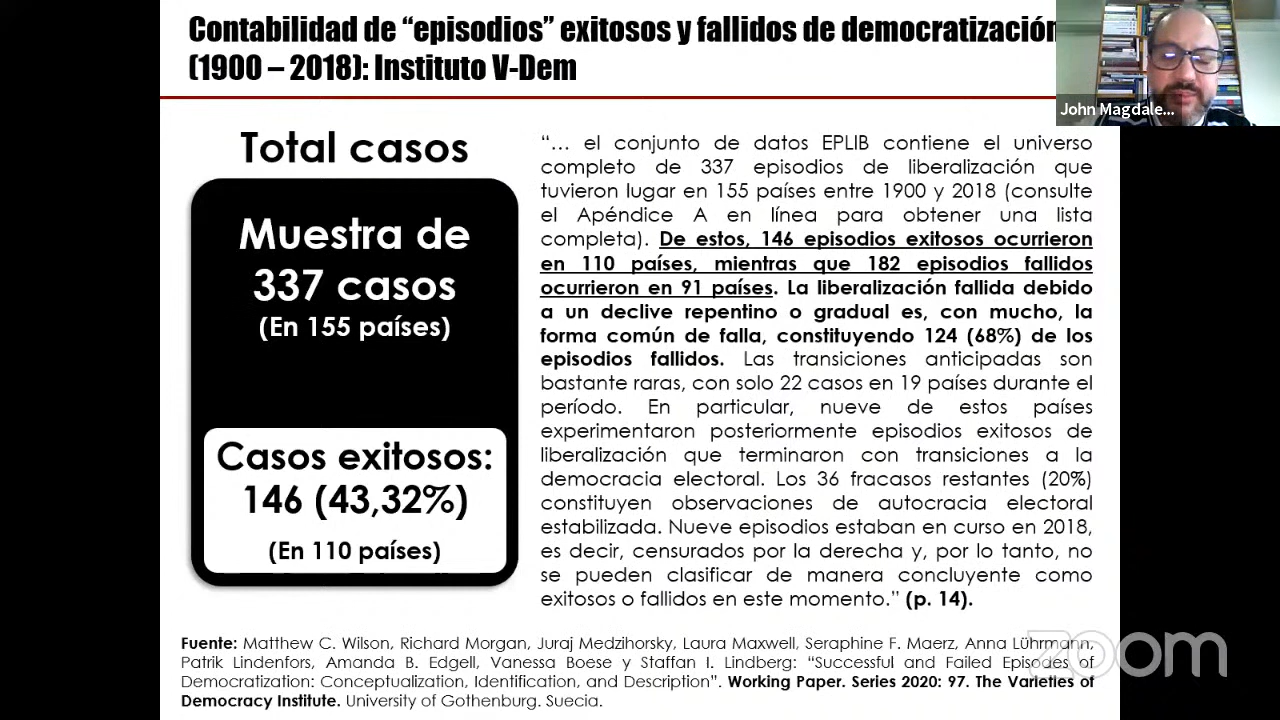 Contabilidad de “episodios” exitosos y fallidos de democratización
(1900 – 2018): Instituto V-Dem
John Magdale...
Total casos
Muestra de
337 casos
(En 155 países)
Casos exitosos:
146 (43,32%)
(En 110 países)
“… el conjunto de datos EPLIB contiene el universo
completo de 337 episodios de liberalización que
tuvieron lugar en 155 países entre 1900 y 2018 (consulte
el Apéndice A en línea para obtener una lista
completa). De estos, 146 episodios exitosos ocurrieron
en 110 países, mientras que 182 episodios fallidos
ocurrieron en 91 países. La liberalización fallida debido
a un declive repentino o gradual es, con mucho, la
forma común de falla, constituyendo 124 (68%) de los
episodios fallidos. Las transiciones anticipadas son
bastante raras, con solo 22 casos en 19 países durante el
período. En particular, nueve de estos países
experimentaron posteriormente episodios exitosos de
liberalización que terminaron con transiciones a la
democracia electoral. Los 36 fracasos restantes (20%)
constituyen observaciones de autocracia electoral
estabilizada. Nueve episodios estaban en curso en 2018,
es decir, censurados por la derecha y, por lo tanto, no
se pueden clasificar de manera concluyente como
exitosos o fallidos en este momento.” (p. 14).
Fuente: Matthew C. Wilson, Richard Morgan, Juraj Medzihorsky, Laura Maxwell, Seraphine F. Maerz, Anna Lührmann,
Patrik Lindenfors, Amanda B. Edgell, Vanessa Boese y Staffan I. Lindberg: “Successful and Failed Episodes of
Democratization: Conceptualization, Identification, and Description”. Working Paper. Series 2020: 97. The Varieties of
Democracy Institute. University of Gothenburg. Suecia.
zoom